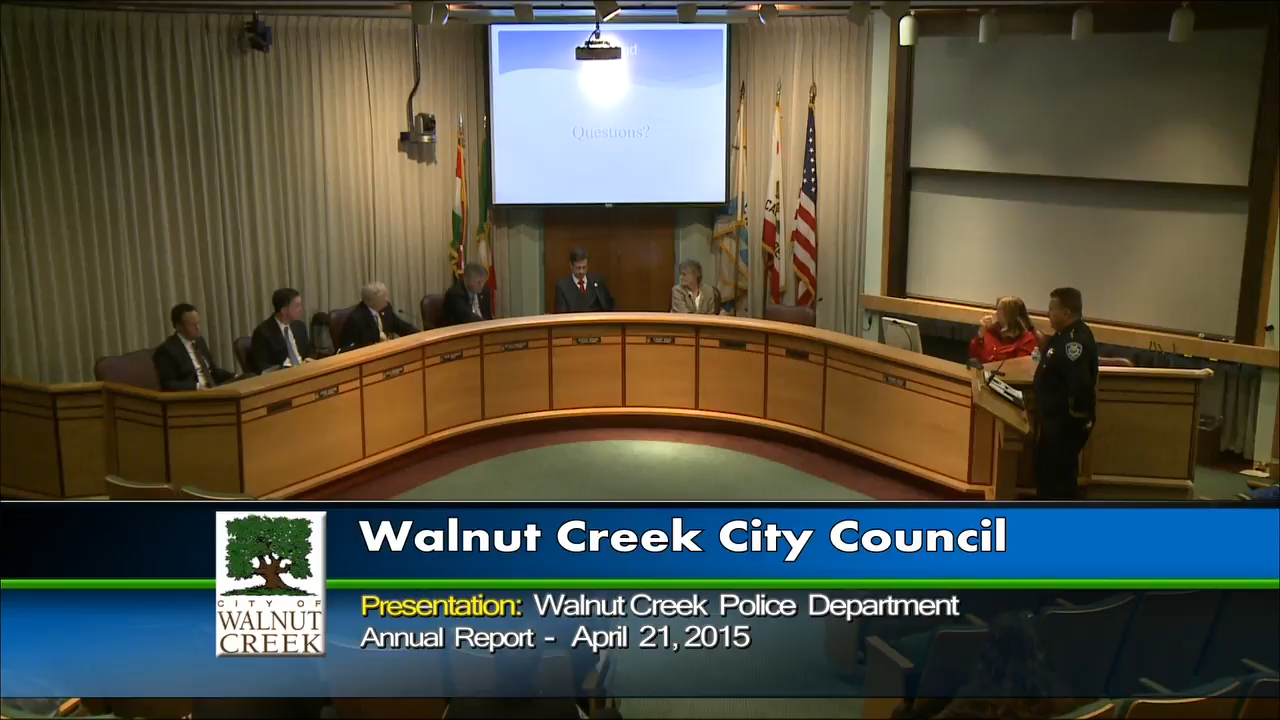 Questions?
Walnut Creek City Council
CITY OF
WALNUT
CREEK
Presentation: Walnut Creek Police Department
Annual Report - April 21, 2015